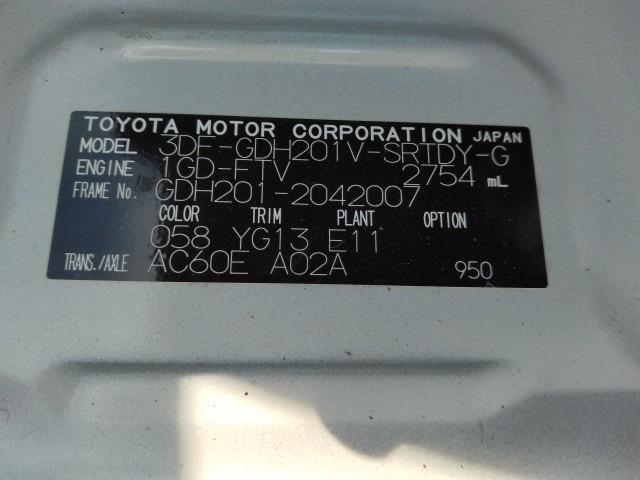 TOYOTA MOTOR CORPORATION JAPAN
MODEL 3DF-GDH201V-SRTDY-G
ENGINE 1GD-FTV 2754 mL
FRAME No. GDH201-2042007
COLOR TRIM PLANT OPTION
058 YG13 E11
TRANS./AXLE AC60E A02A 950